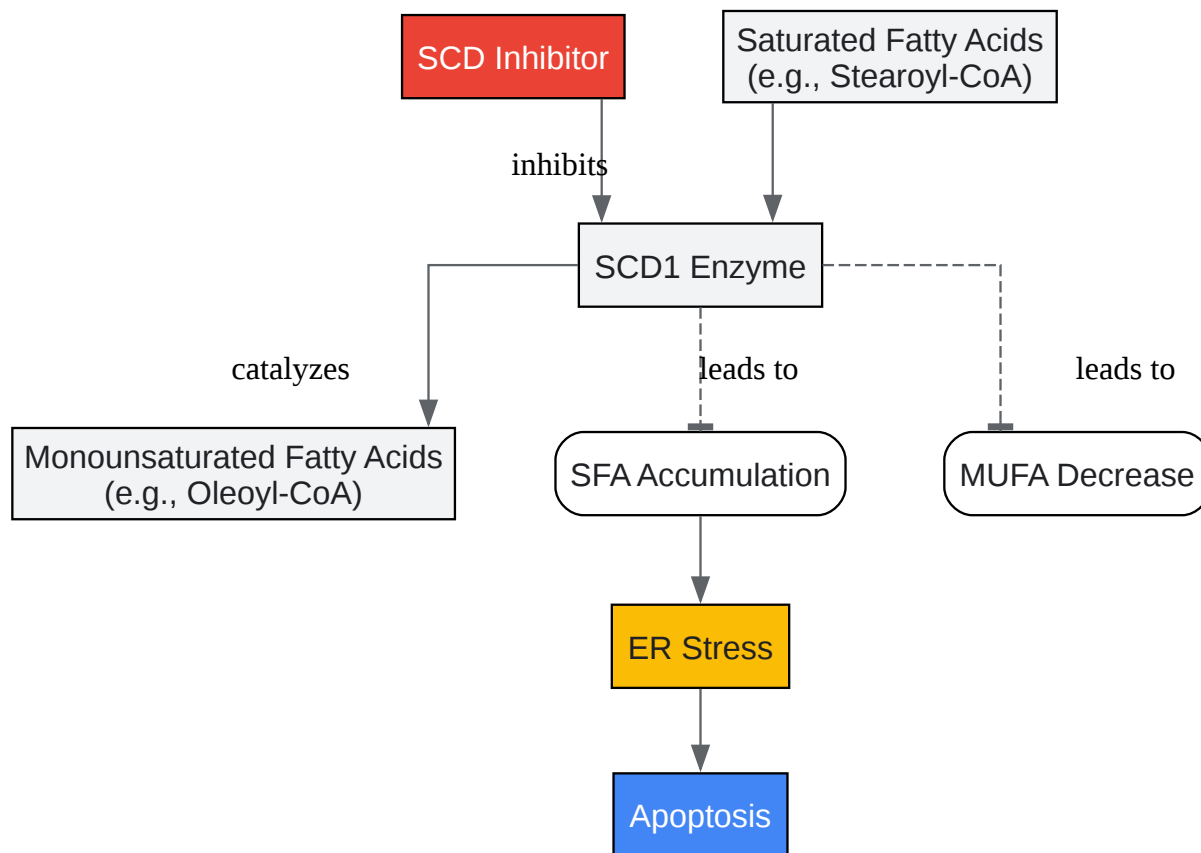 SCD Inhibitor
Saturated Fatty Acids
(e.g., Stearoyl-CoA)
inhibits
SCD1 Enzyme
catalyzes
leads to
leads to
Monounsaturated Fatty Acids
(e.g., Oleoyl-CoA)
SFA Accumulation
MUFA Decrease
ER Stress
Apoptosis